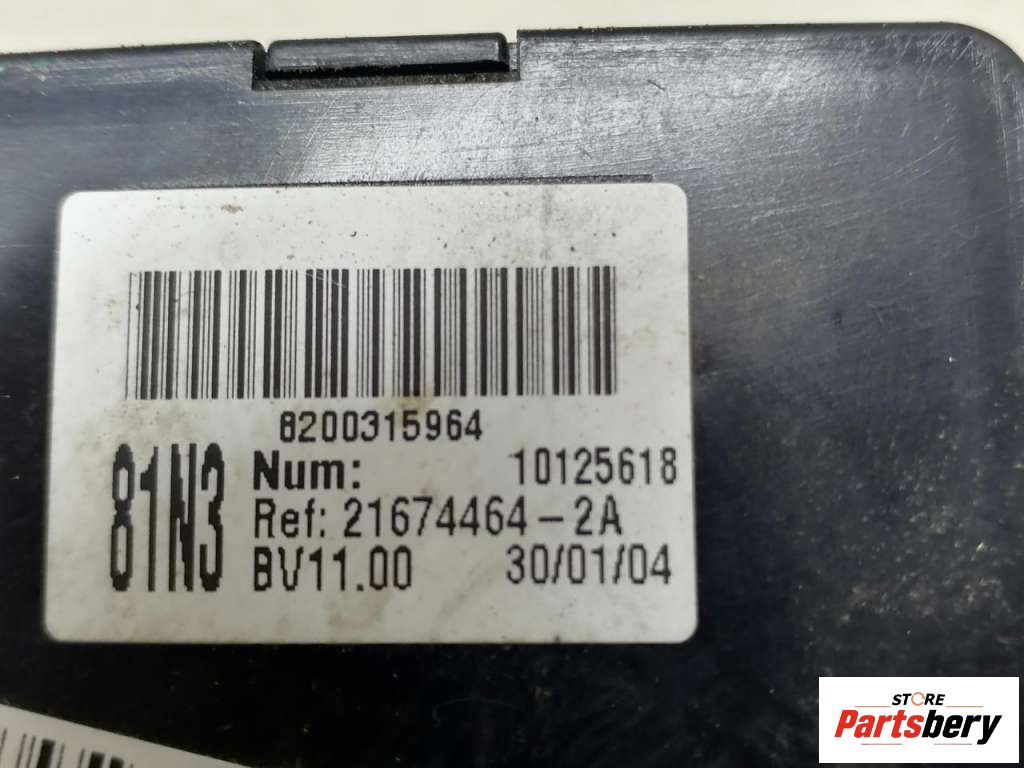 8200315964
81N3
Num: 10125618
Ref: 21674464-2A
BV11.00 30/01/04
STORE
Partsbery